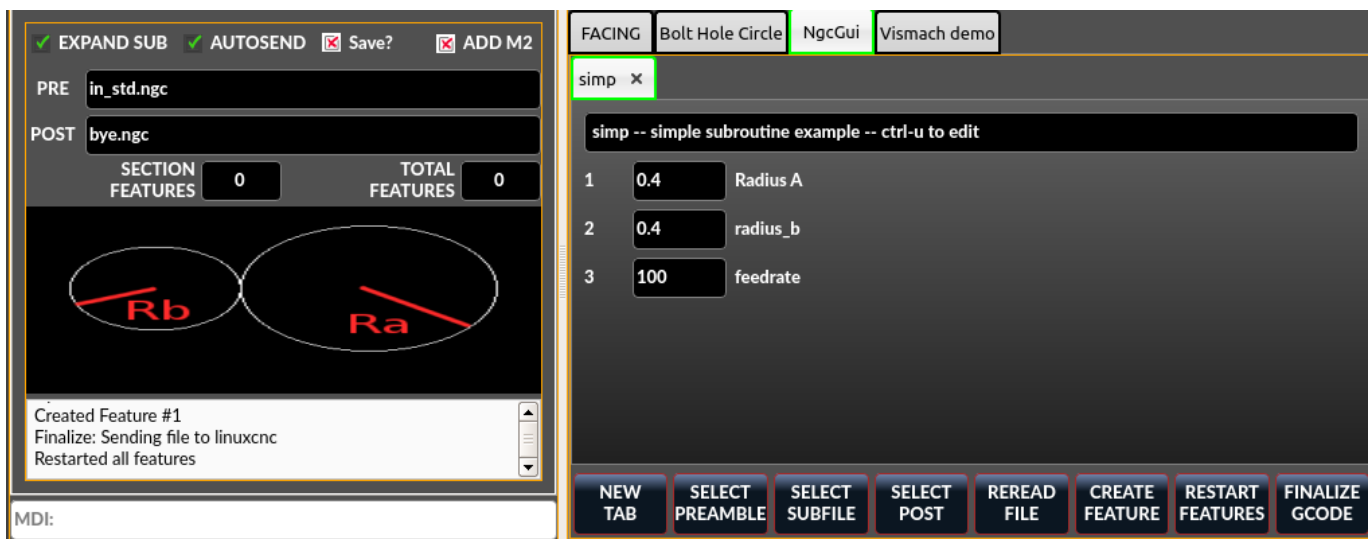 EXPAND SUB AUTOSEND Save? ADD M2
PRE in_std.ngc
POST bye.ngc
SECTION FEATURES 0 TOTAL FEATURES 0
Rb
Ra
Created Feature #1
Finalize: Sending file to linuxcnc
Restarted all features
MDI:
FACING Bolt Hole Circle NgcGui Vismach demo
simp ×
simp -- simple subroutine example -- ctrl-u to edit
1 0.4 Radius A
2 0.4 radius_b
3 100 feedrate
NEW TAB SELECT PREAMBLE SELECT SUBFILE SELECT POST REREAD FILE CREATE FEATURE RESTART FEATURES FINALIZE GCODE